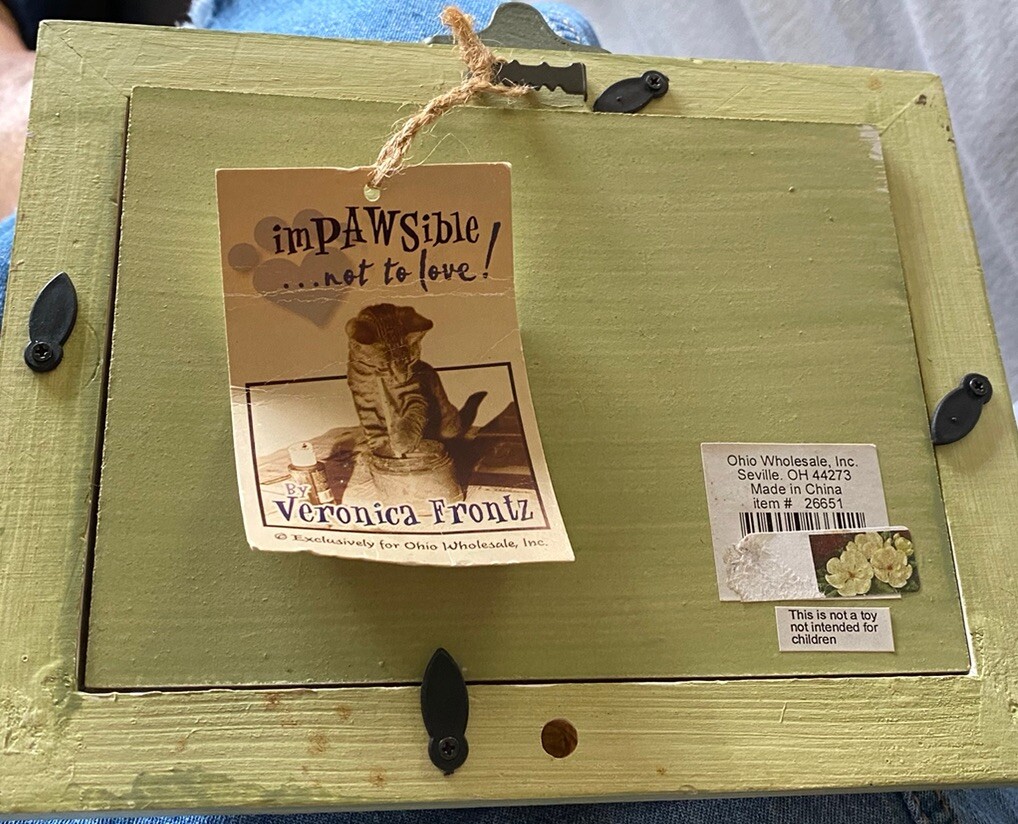 imPAWSible
...not to love!
By
Veronica Frontz
© Exclusively for Ohio Wholesale, Inc.
Ohio Wholesale, Inc.
Seville. OH 44273
Made in China
item # 26651
This is not a toy
not intended for
children